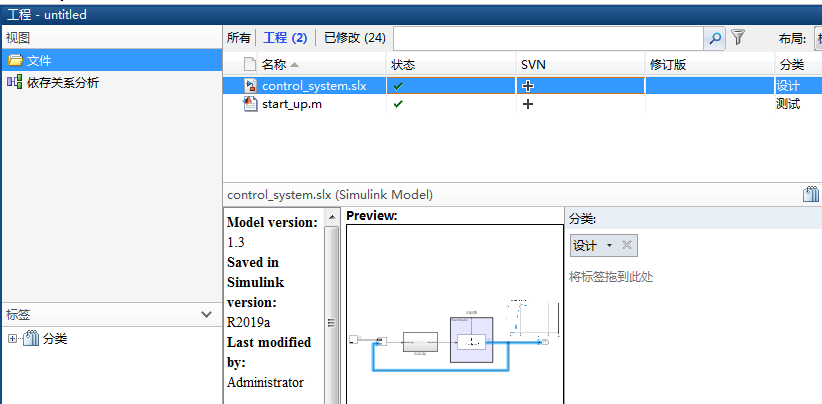 工程 - untitled
视图
所有 工程 (2) 已修改 (24)
布局:
文件
依存关系分析
名称 状态 SVN 修订版 分类
control_system.slx 设计
start_up.m 测试
control_system.slx (Simulink Model)
Model version:
1.3
Saved in
Simulink
version:
R2019a
Last modified
by:
Administrator
Preview:
分类:
设计
将标签拖到此处
标签
分类